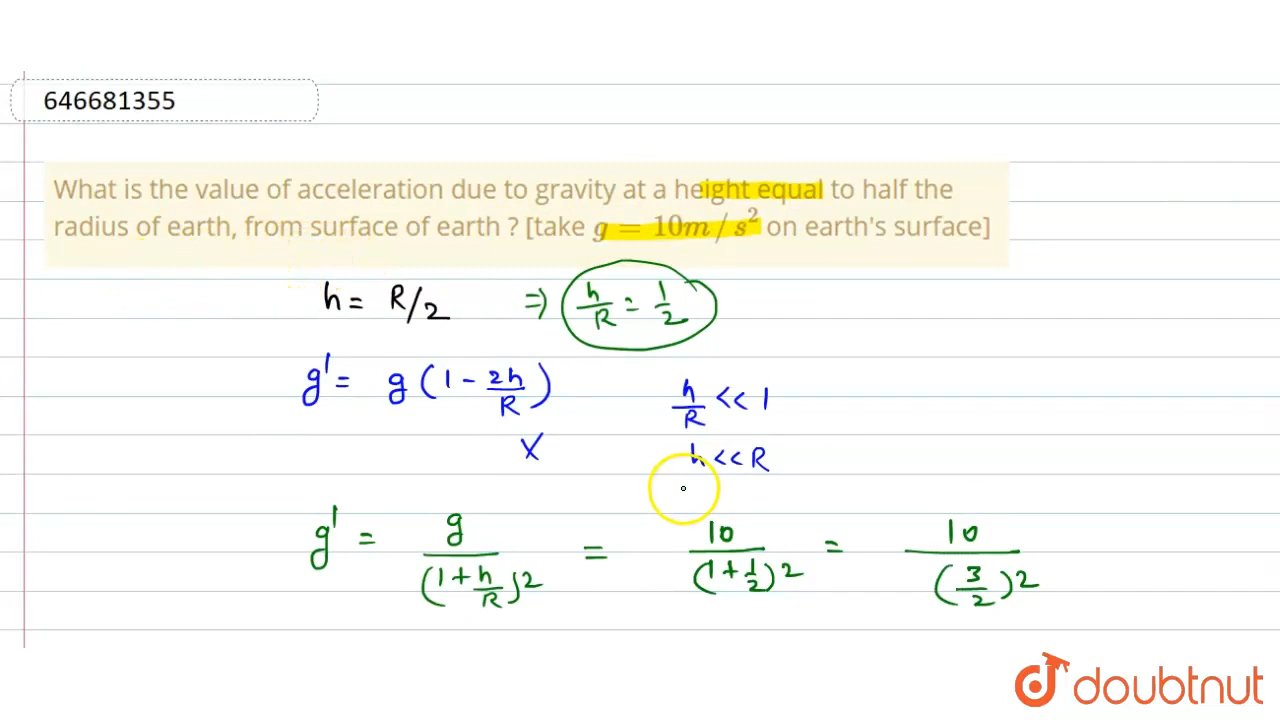 646681355
What is the value of acceleration due to gravity at a height equal to half the
radius of earth, from surface of earth ? [take g = 10m/s² on earth's surface]
h = R/2 ⇒ h/R = 1/2
g' = g(1 - 2h/R) h/R << 1
X h << R
g' = g/(1 + h/R)² = 10/(1 + 1/2)² = 10/(3/2)²
doubtnut